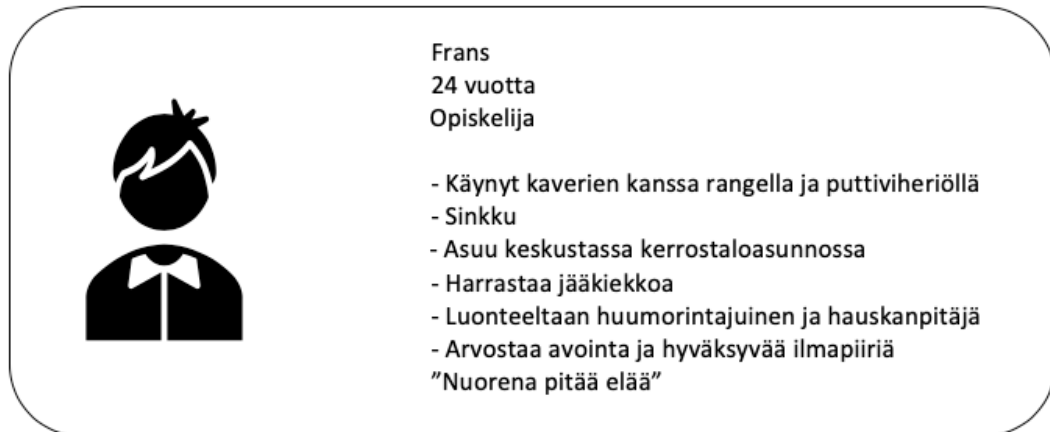 Frans
24 vuotta
Opiskelija
- Käynyt kaverien kanssa rangella ja puttiviheriöllä
- Sinkku
- Asuu keskustassa kerrostaloasunnossa
- Harrastaa jääkiekkoa
- Luonteeltaan huumorintajuinen ja hauskanpitäjä
- Arvostaa avointa ja hyväksyvää ilmapiiriä
”Nuorena pitää elää”